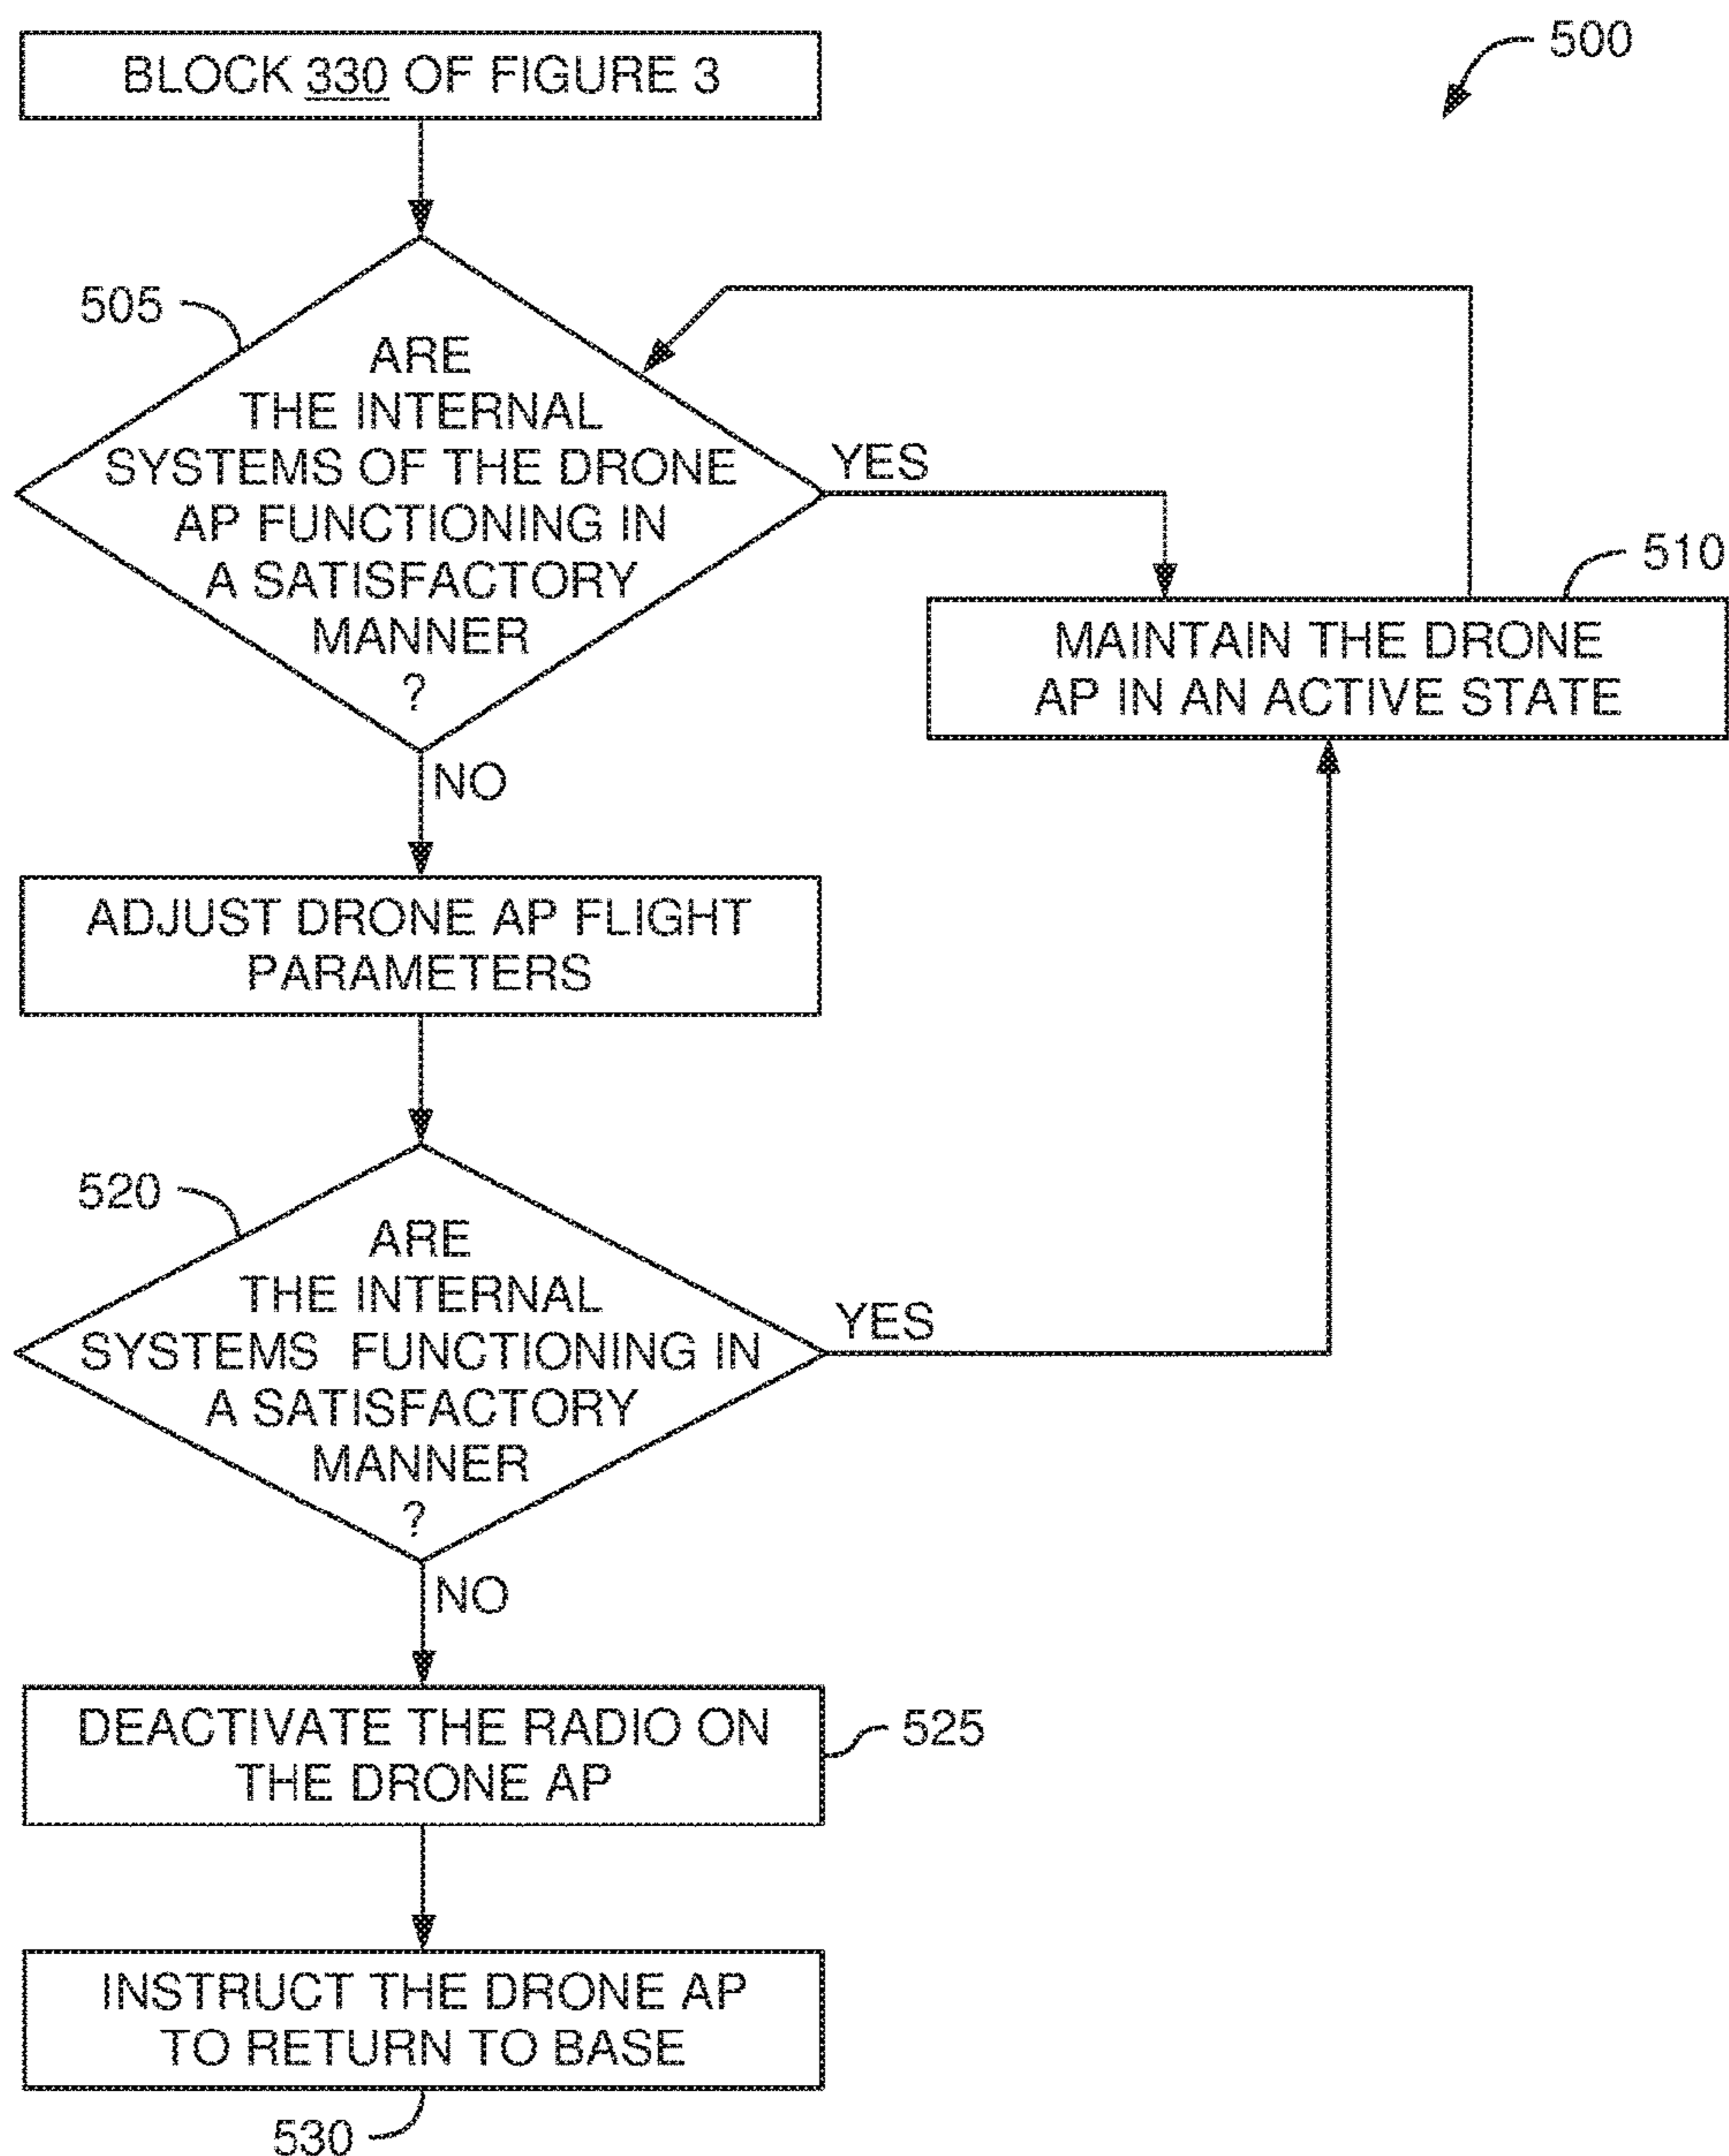 BLOCK 330 OF FIGURE 3
500
505
ARE
THE INTERNAL
SYSTEMS OF THE DRONE
AP FUNCTIONING IN
A SATISFACTORY
MANNER
?
YES
510
MAINTAIN THE DRONE
AP IN AN ACTIVE STATE
NO
ADJUST DRONE AP FLIGHT
PARAMETERS
520
ARE
THE INTERNAL
SYSTEMS FUNCTIONING IN
A SATISFACTORY
MANNER
?
YES
NO
DEACTIVATE THE RADIO ON
THE DRONE AP
525
INSTRUCT THE DRONE AP
TO RETURN TO BASE
530